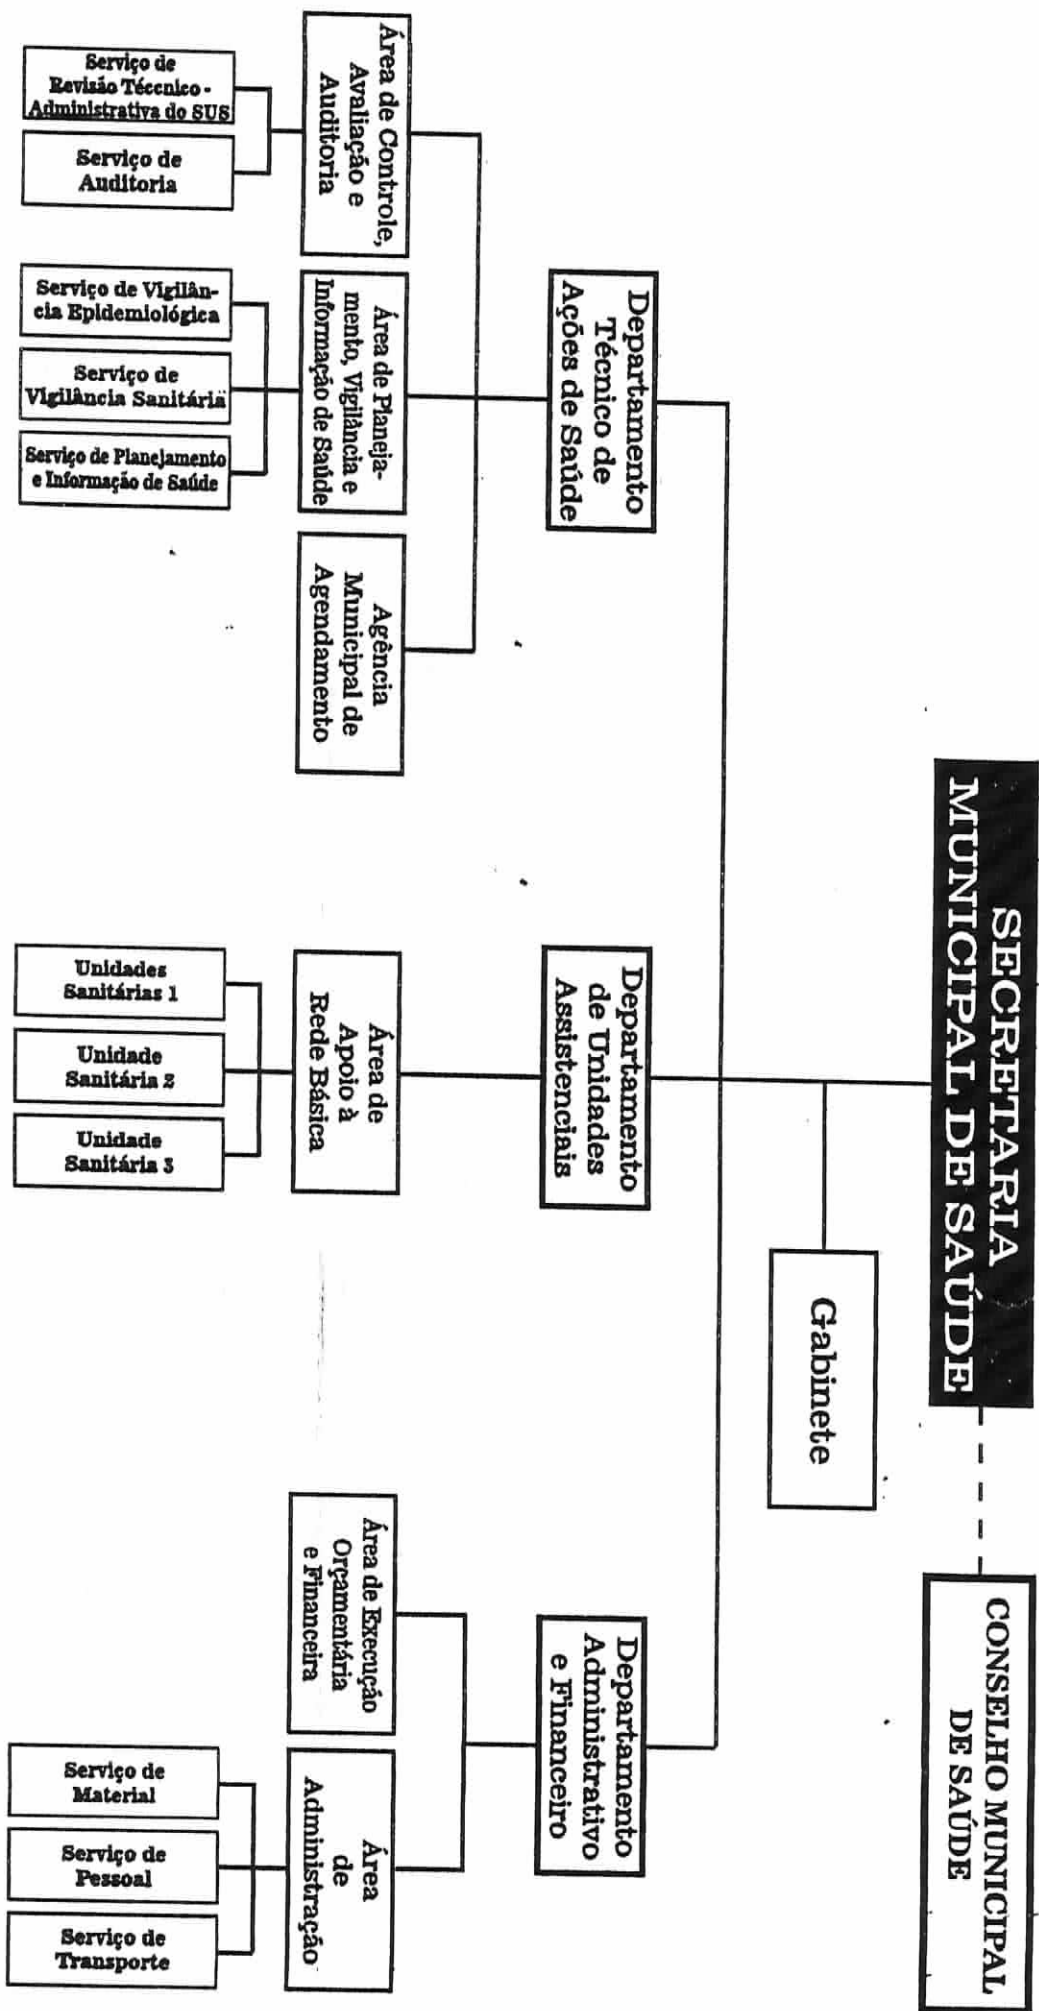 SECRETARIA
MUNICIPAL DE SAÚDE
CONSELHO MUNICIPAL
DE SAÚDE
Gabinete
Departamento
Técnico de
Ações de Saúde
Departamento
de Unidades
Assistenciais
Departamento
Administrativo
e Financeiro
Área de Controle,
Avaliação e
Auditoria
Área de Planeja-
mento, Vigilância e
Informação de Saúde
Agência
Municipal de
Agendamento
Área de
Apoio à
Rede Básica
Área de Execução
Orçamentária
e Financeira
Área
de
Administração
Serviço de
Revisão Téccnico -
Administrativa do SUS
Serviço de
Auditoria
Serviço de Vigilân-
cia Epidemiológica
Serviço de
Vigilância Sanitária
Serviço de Planejamento
e Informação de Saúde
Unidades
Sanitárias 1
Unidade
Sanitária 2
Unidade
Sanitária 3
Serviço de
Material
Serviço de
Pessoal
Serviço de
Transporte